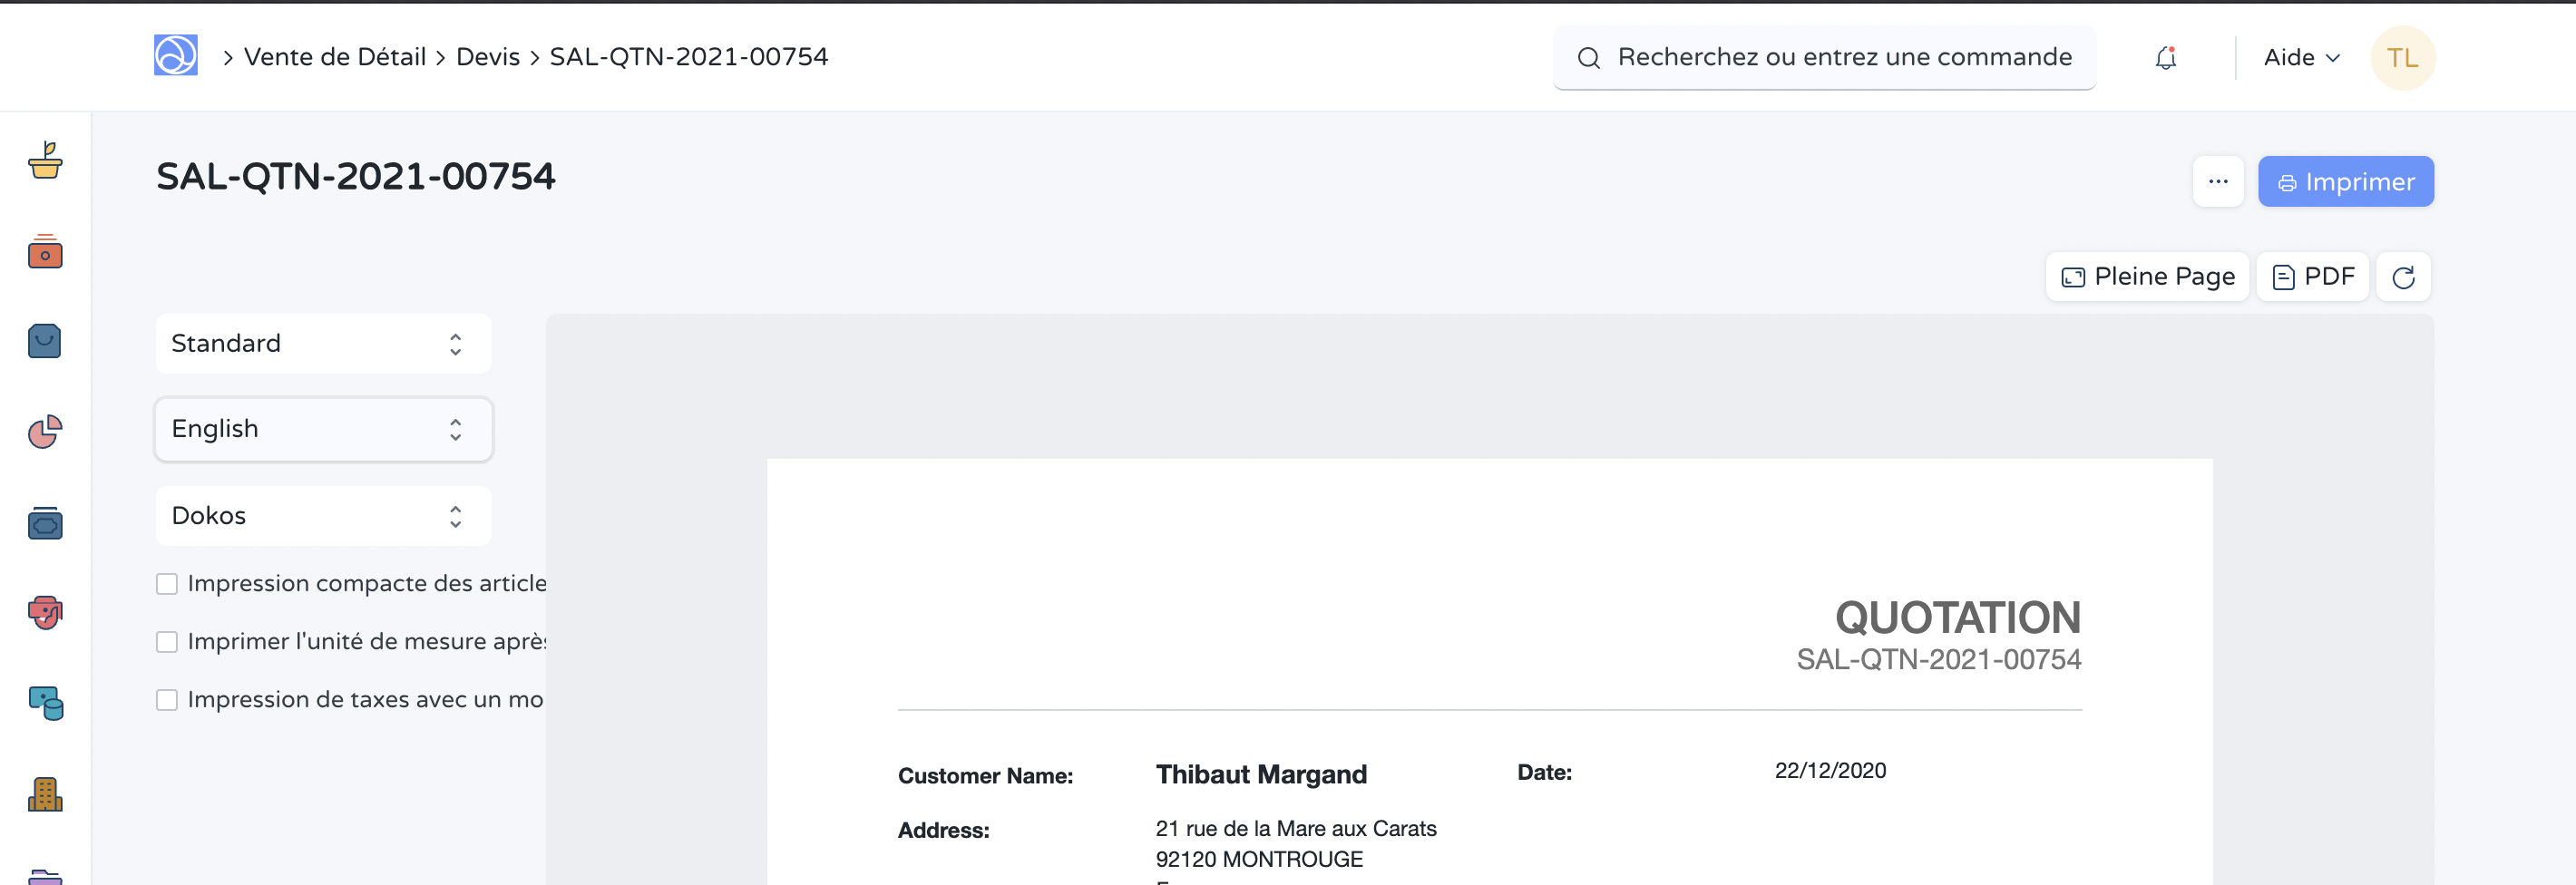 > Vente de Détail > Devis > SAL-QTN-2021-00754
Recherchez ou entrez une commande
Aide
TL
SAL-QTN-2021-00754
...
Imprimer
Pleine Page
PDF
Standard
English
Dokos
Impression compacte des article
Imprimer l'unité de mesure après
Impression de taxes avec un mo
QUOTATION
SAL-QTN-2021-00754
Customer Name: Thibaut Margand Date: 22/12/2020
Address: 21 rue de la Mare aux Carats
92120 MONTROUGE